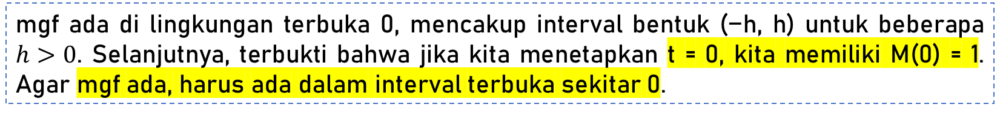 mgf ada di lingkungan terbuka 0, mencakup interval bentuk (−h, h) untuk beberapa
h > 0. Selanjutnya, terbukti bahwa jika kita menetapkan t = 0, kita memiliki M(0) = 1.
Agar mgf ada, harus ada dalam interval terbuka sekitar 0.